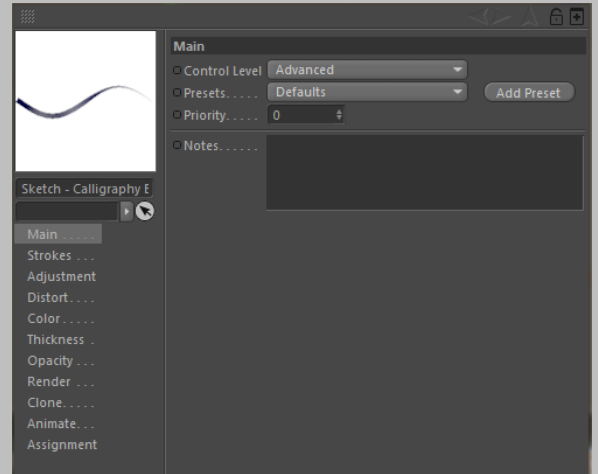 Main
Control Level Advanced
Presets..... Defaults Add Preset
Priority..... 0
Notes......
Sketch - Calligraphy E
Main .....
Strokes ...
Adjustment
Distort....
Color.....
Thickness .
Opacity ...
Render ...
Clone.....
Animate...
Assignment